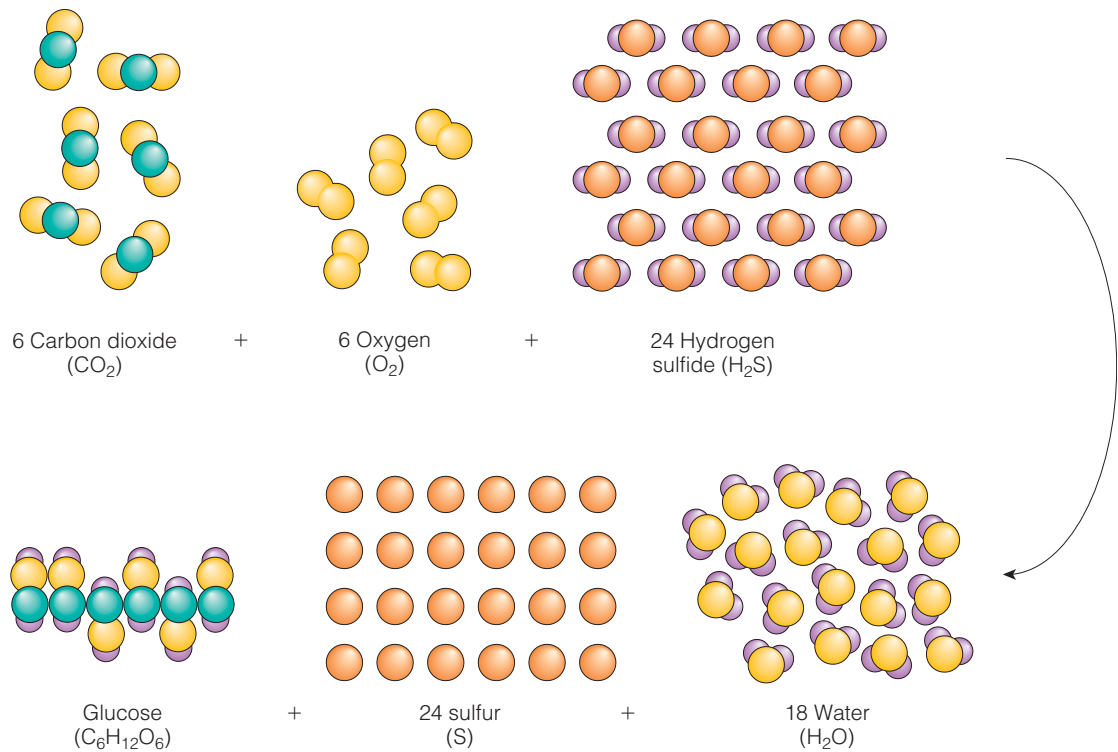 6 Carbon dioxide + 6 Oxygen + 24 Hydrogen
(CO₂) (O₂) sulfide (H₂S)
Glucose + 24 sulfur + 18 Water
(C₆H₁₂O₆) (S) (H₂O)